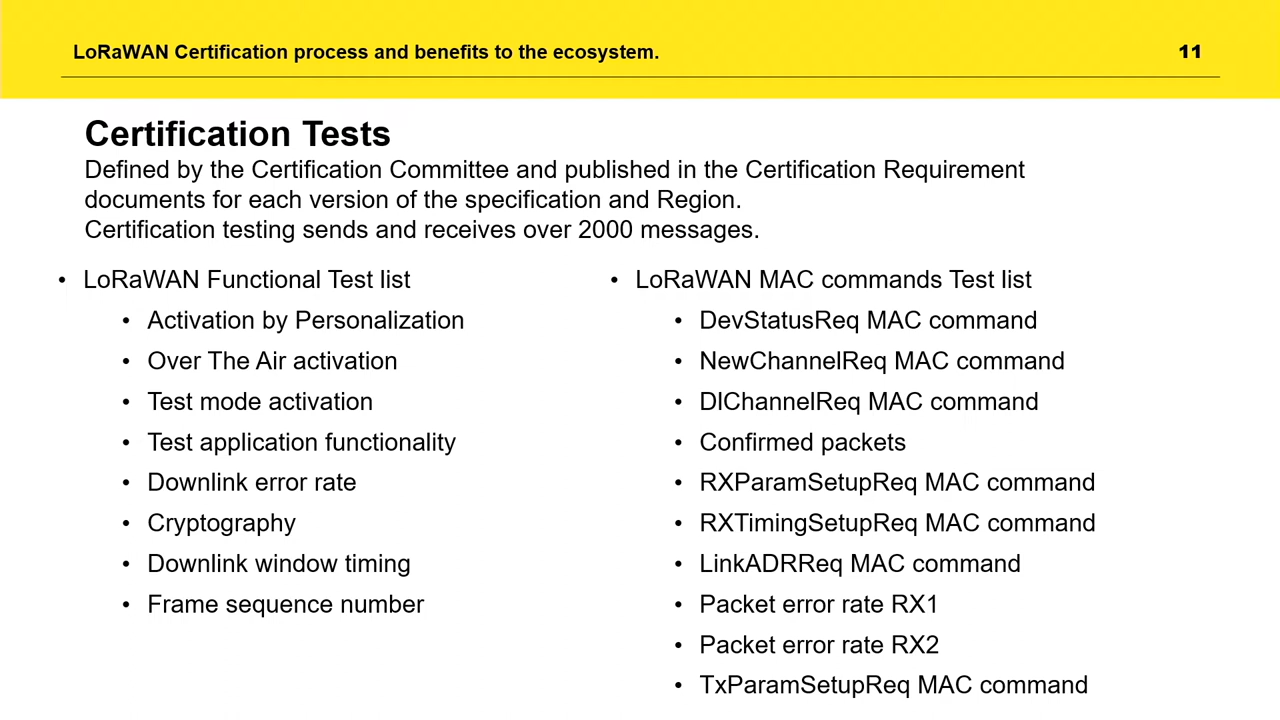 LoRaWAN Certification process and benefits to the ecosystem.
11
Certification Tests
Defined by the Certification Committee and published in the Certification Requirement
documents for each version of the specification and Region.
Certification testing sends and receives over 2000 messages.
• LoRaWAN Functional Test list
• Activation by Personalization
• Over The Air activation
• Test mode activation
• Test application functionality
• Downlink error rate
• Cryptography
• Downlink window timing
• Frame sequence number
• LoRaWAN MAC commands Test list
• DevStatusReq MAC command
• NewChannelReq MAC command
• DlChannelReq MAC command
• Confirmed packets
• RXParamSetupReq MAC command
• RXTimingSetupReq MAC command
• LinkADRReq MAC command
• Packet error rate RX1
• Packet error rate RX2
• TxParamSetupReq MAC command